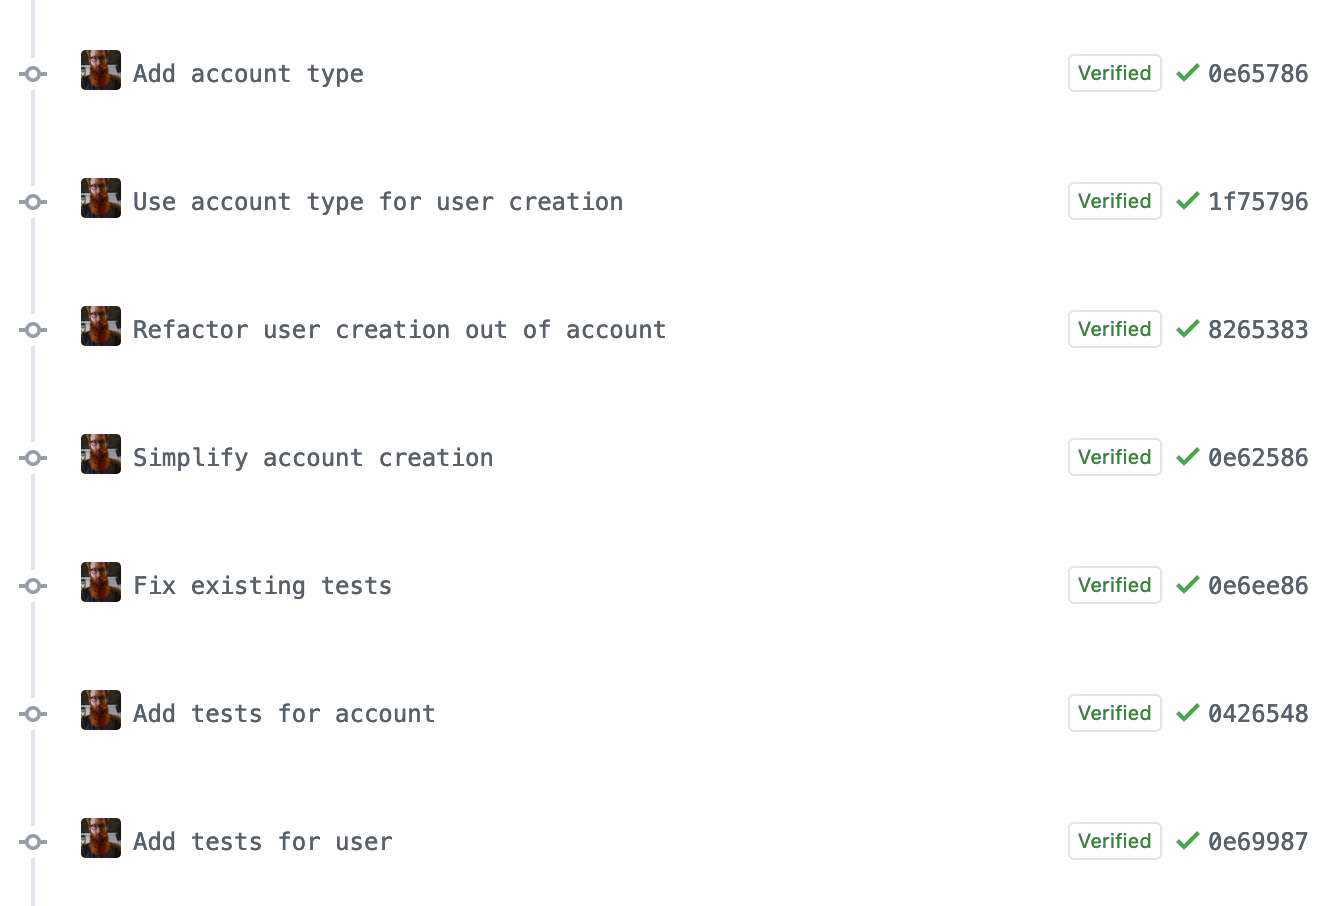 Add account type Verified 0e65786
Use account type for user creation Verified 1f75796
Refactor user creation out of account Verified 8265383
Simplify account creation Verified 0e62586
Fix existing tests Verified 0e6ee86
Add tests for account Verified 0426548
Add tests for user Verified 0e69987